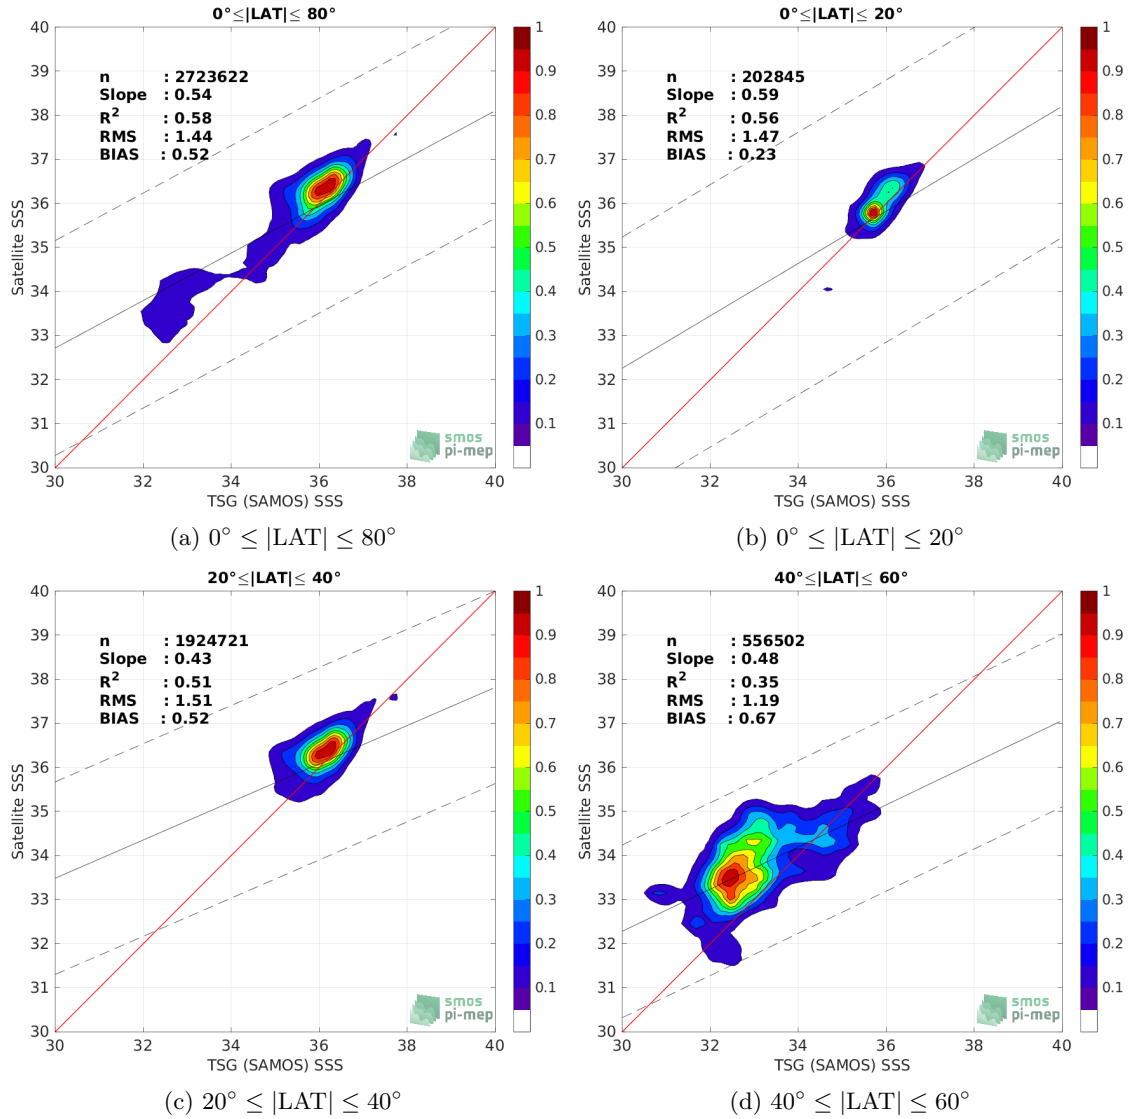 0°≤|LAT|≤ 80°
n : 2723622
Slope : 0.54
R² : 0.58
RMS : 1.44
BIAS : 0.52
40
39
38
37
36
35
34
33
32
31
30
Satellite SSS
30 32 34 36 38 40
TSG (SAMOS) SSS
1
0.9
0.8
0.7
0.6
0.5
0.4
0.3
0.2
0.1
smos
pi-mep
(a) 0° ≤ |LAT| ≤ 80°
0°≤|LAT|≤ 20°
n : 202845
Slope : 0.59
R² : 0.56
RMS : 1.47
BIAS : 0.23
40
39
38
37
36
35
34
33
32
31
30
Satellite SSS
30 32 34 36 38 40
TSG (SAMOS) SSS
1
0.9
0.8
0.7
0.6
0.5
0.4
0.3
0.2
0.1
smos
pi-mep
(b) 0° ≤ |LAT| ≤ 20°
20°≤|LAT|≤ 40°
n : 1924721
Slope : 0.43
R² : 0.51
RMS : 1.51
BIAS : 0.52
40
39
38
37
36
35
34
33
32
31
30
Satellite SSS
30 32 34 36 38 40
TSG (SAMOS) SSS
1
0.9
0.8
0.7
0.6
0.5
0.4
0.3
0.2
0.1
smos
pi-mep
(c) 20° ≤ |LAT| ≤ 40°
40°≤|LAT|≤ 60°
n : 556502
Slope : 0.48
R² : 0.35
RMS : 1.19
BIAS : 0.67
40
39
38
37
36
35
34
33
32
31
30
Satellite SSS
30 32 34 36 38 40
TSG (SAMOS) SSS
1
0.9
0.8
0.7
0.6
0.5
0.4
0.3
0.2
0.1
smos
pi-mep
(d) 40° ≤ |LAT| ≤ 60°